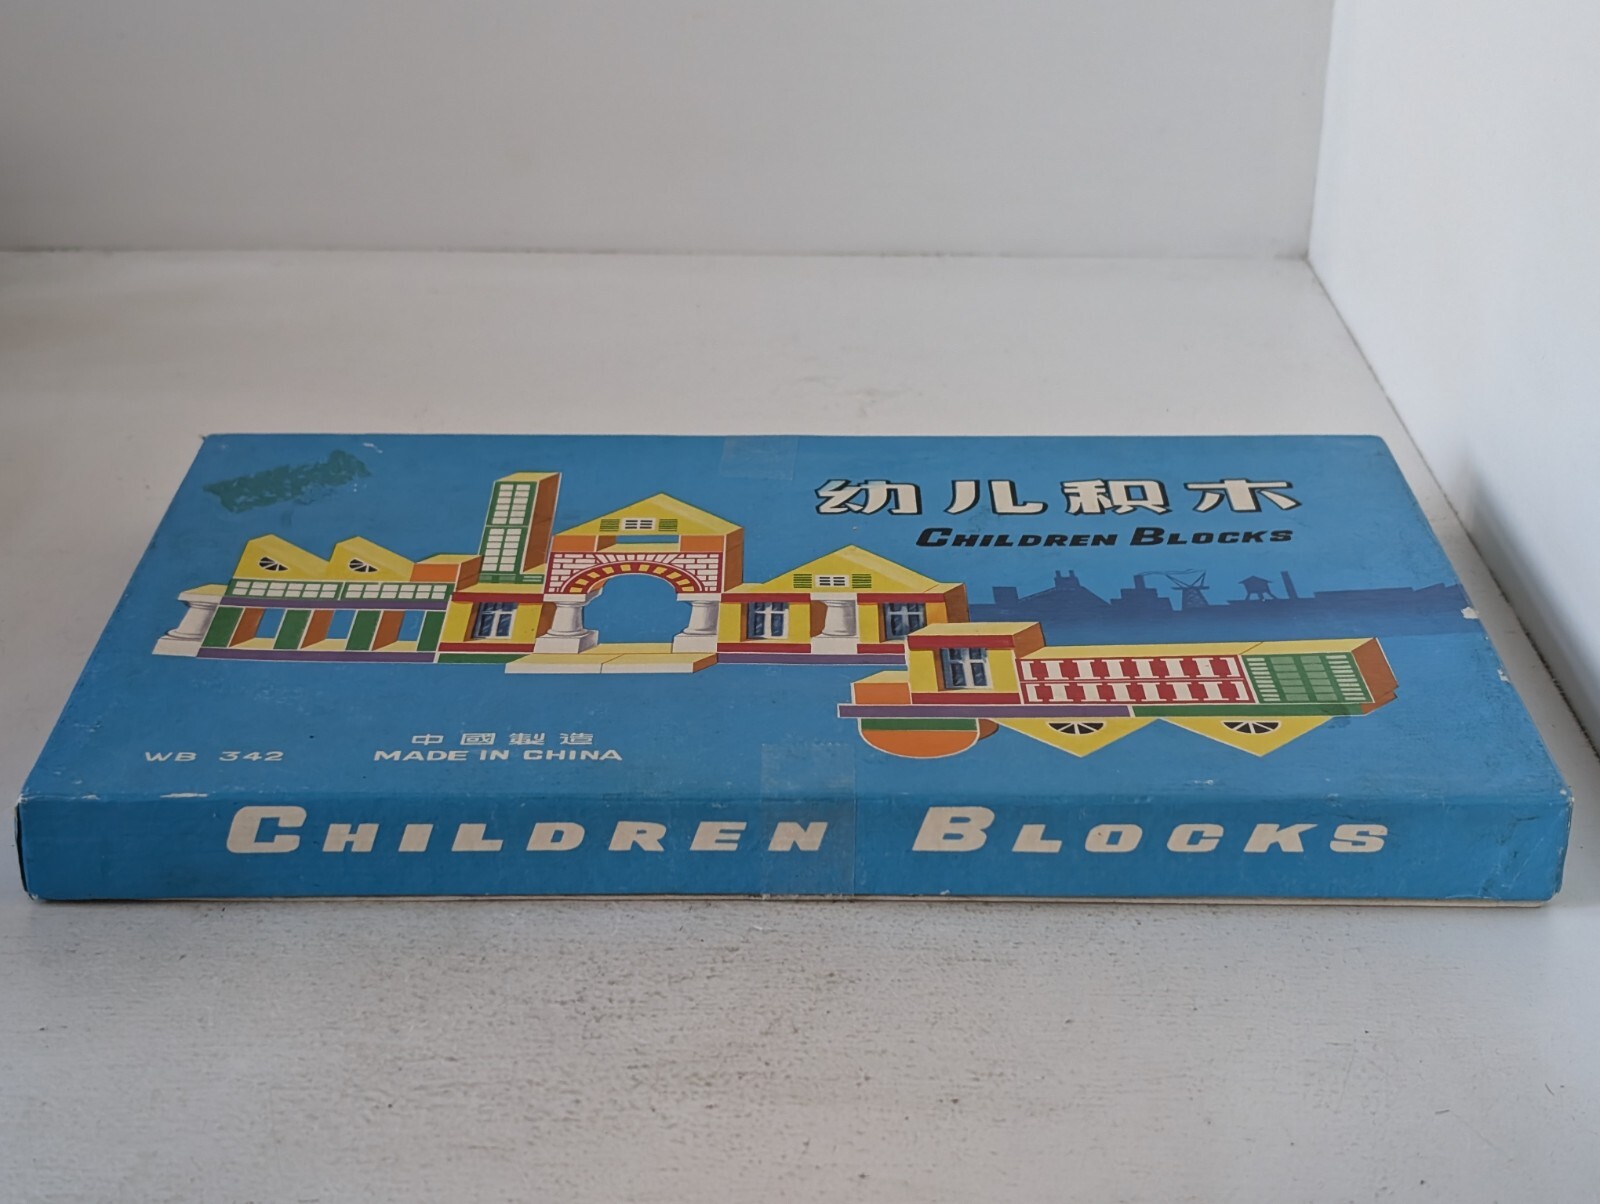 幼儿积木
CHILDREN BLOCKS
中國製造
WB 342 MADE IN CHINA
CHILDREN BLOCKS